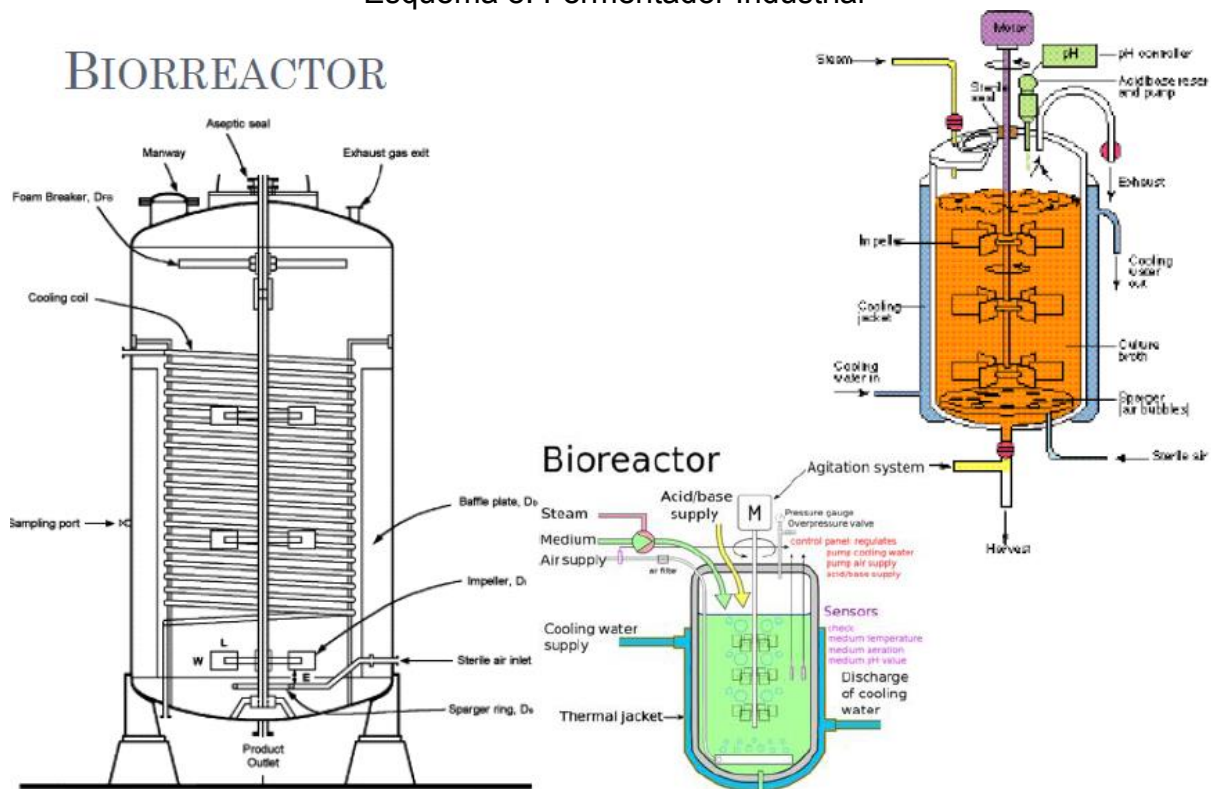 Esquema 3. Fermentador Industrial
BIORREACTOR
Aseptic seal
Manway
Exhaust gas exit
Foam Breaker, DFB
Cooling coil
Sampling port
Baffle plate, Db
Impeller, Di
L
W
E
Sterile air inlet
Sparger ring, Ds
Product
Outlet
Motor
Steam
pH
pH controller
Sterile
seal
Acid/base reser
and pump
Exhaust
Impeller
Cooling
water
out
Cooling
jacket
Culture
broth
Cooling
water in
Sparger
(air bubbles)
Sterile air
Harvest
Bioreactor
Agitation system
Acid/base
supply
M
Steam
Medium
Air supply
air filter
Pressure gauge
Overpressure valve
control panel regulates
pump cooling water
pump air supply
acid/base supply
Sensors
check
medium temperature
medium aeration
medium pH value
Cooling water
supply
Discharge
of cooling
water
Thermal jacket